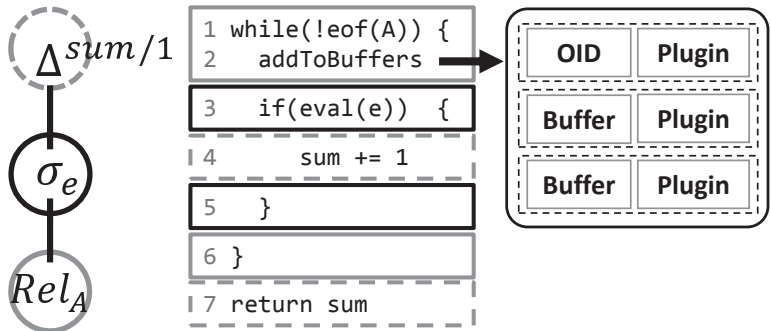 Δ^sum/1
σ_e
Rel_A
1 while(!eof(A)) {
2 addToBuffers
3 if(eval(e)) {
4 sum += 1
5 }
6 }
7 return sum
OID Plugin
Buffer Plugin
Buffer Plugin